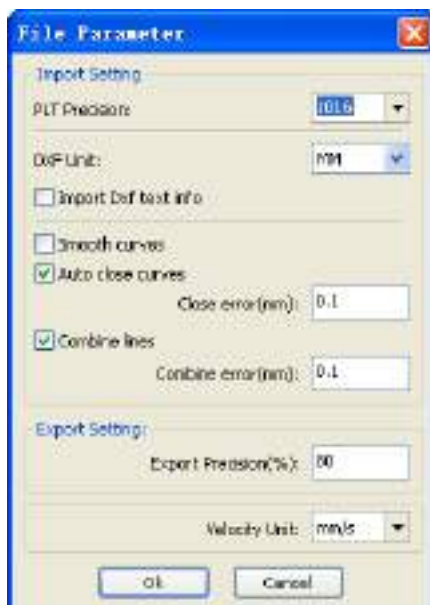 File Parameter
Import Setting
PLT Precision: 1016
DXF Unit: MM
Import Dxf text info
Smooth curves
Auto close curves
Close error(mm): 0.1
Combine lines
Combine error(mm): 0.1
Export Setting:
Export Precision(%): 80
Velocity Unit: mm/s
Ok Cancel